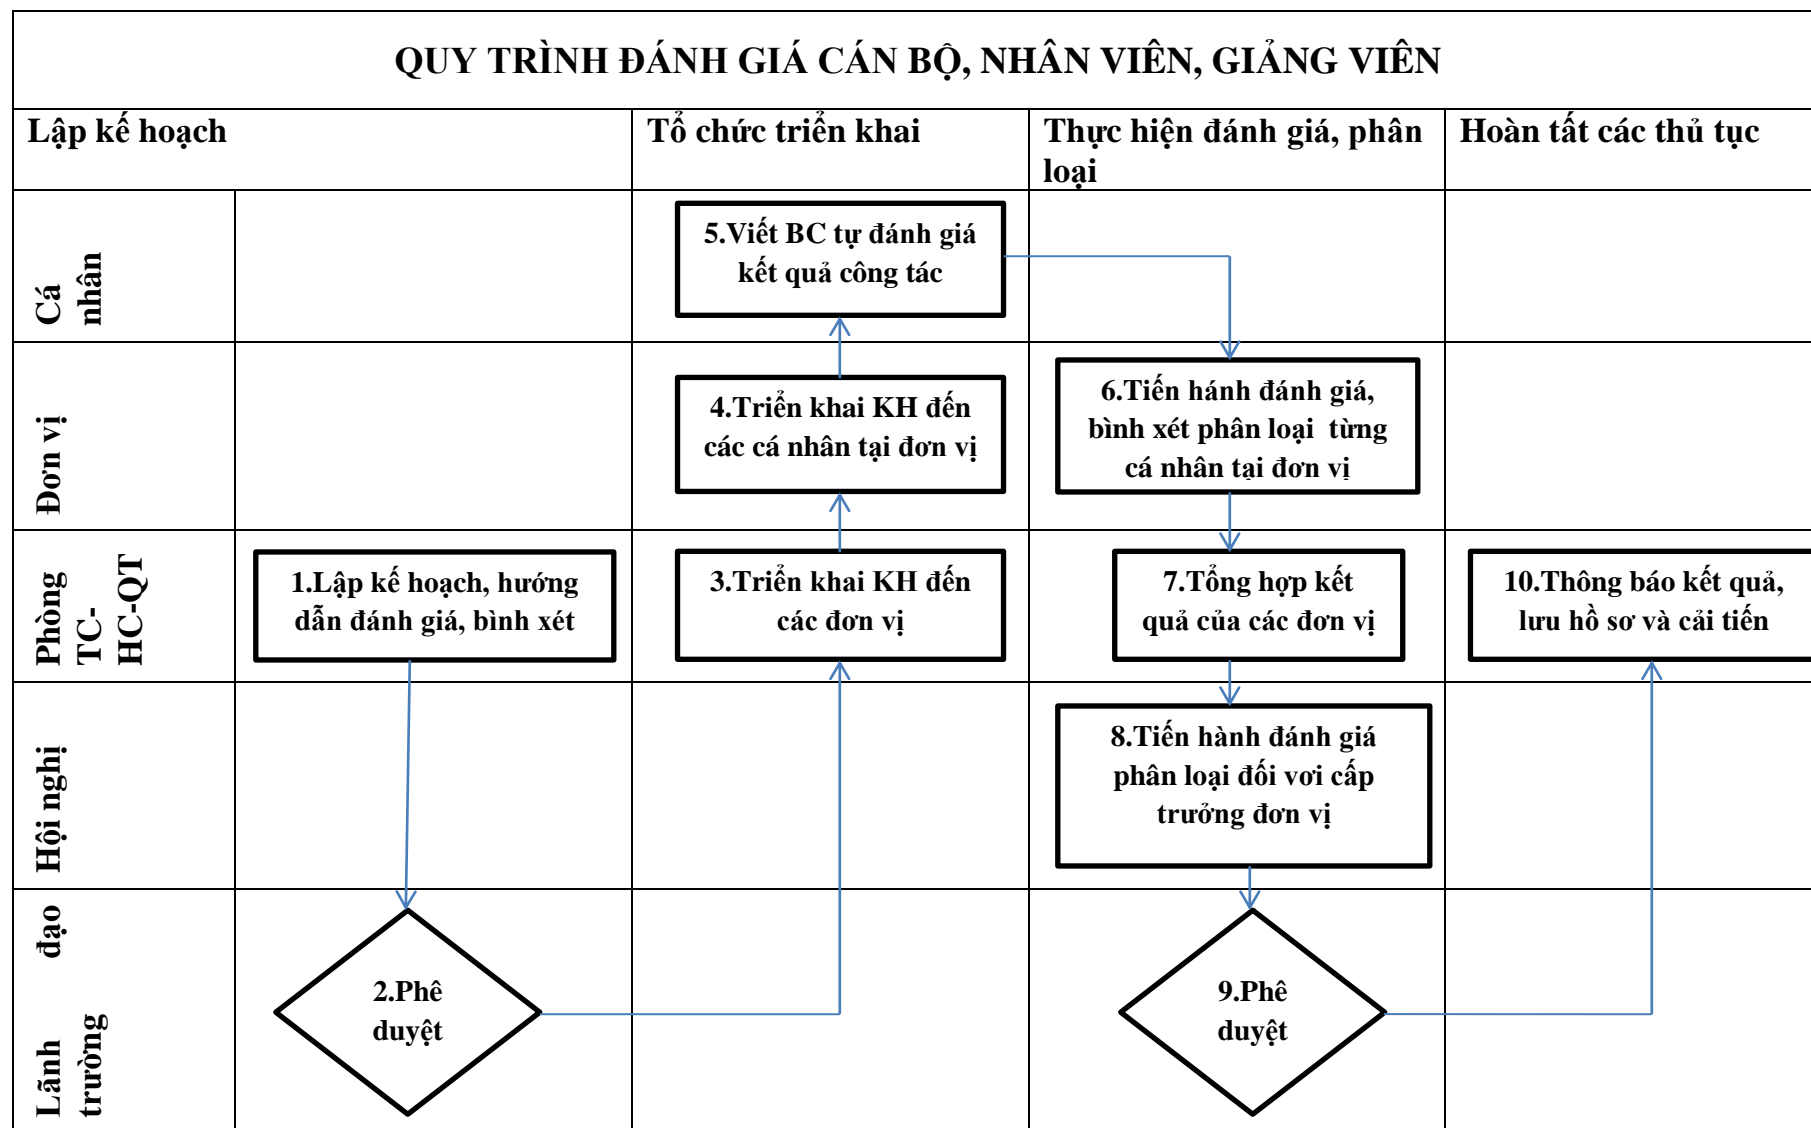 QUY TRÌNH ĐÁNH GIÁ CÁN BỘ, NHÂN VIÊN, GIẢNG VIÊN
Lập kế hoạch
Tổ chức triển khai
Thực hiện đánh giá, phân
loại
Hoàn tất các thủ tục
Cá
nhân
5.Viết BC tự đánh giá
kết quả công tác
Đơn vị
4.Triển khai KH đến
các cá nhân tại đơn vị
6.Tiến hánh đánh giá,
bình xét phân loại từng
cá nhân tại đơn vị
Phòng
TC-
HC-QT
1.Lập kế hoạch, hướng
dẫn đánh giá, bình xét
3.Triển khai KH đến
các đơn vị
7.Tổng hợp kết
quả của các đơn vị
10.Thông báo kết quả,
lưu hồ sơ và cải tiến
Hội nghị
8.Tiến hành đánh giá
phân loại đối vơi cấp
trưởng đơn vị
Lãnh đạo
trường
2.Phê
duyệt
9.Phê
duyệt